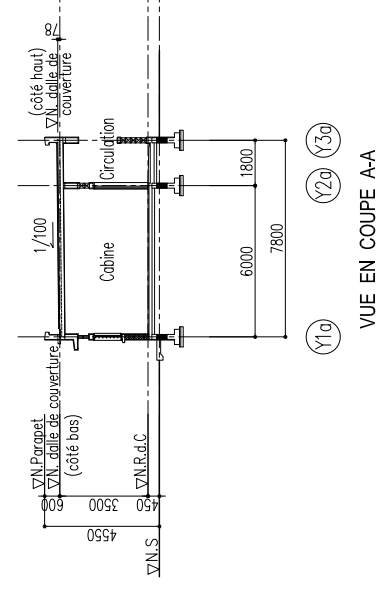 ▽N.Parapet
▽N. dalle de couverture
(côté bas)
▽N.R.d.C
▽N.S
600
3500
450
4550
1/100
Cabine
Circulation
(côté haut)
▽N. dalle de
couverture
78
6000
1800
7800
Y1a
Y2a
Y3a
VUE EN COUPE A-A